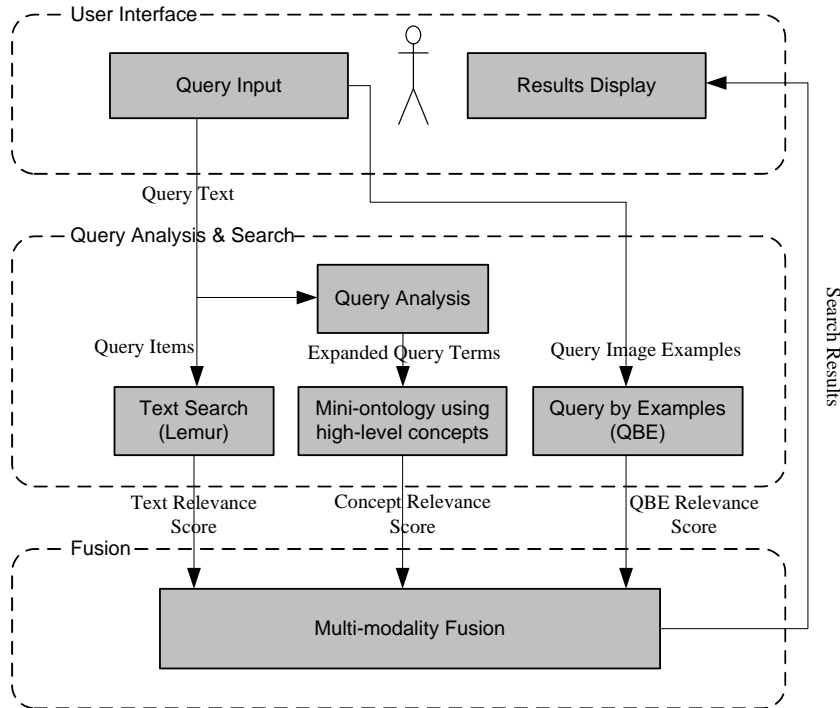 User Interface
Query Input
Results Display
Query Text
Query Analysis & Search
Query Analysis
Query Items
Expanded Query Terms
Query Image Examples
Search Results
Text Search
(Lemur)
Mini-ontology using
high-level concepts
Query by Examples
(QBE)
Text Relevance
Score
Concept Relevance
Score
QBE Relevance
Score
Fusion
Multi-modality Fusion